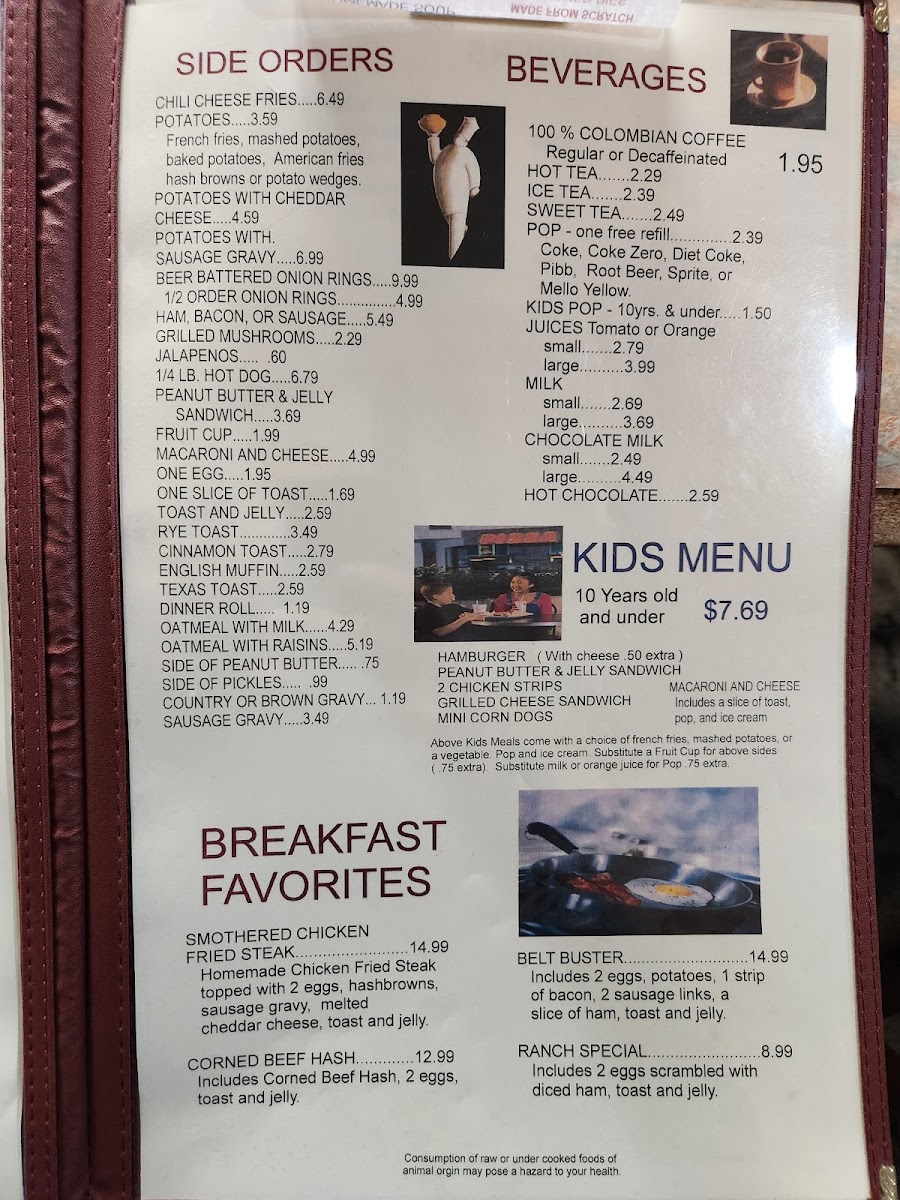 MADE FROM SCRATCH
SIDE ORDERS
CHILI CHEESE FRIES.....6.49
POTATOES.....3.59
French fries, mashed potatoes,
baked potatoes, American fries
hash browns or potato wedges.
POTATOES WITH CHEDDAR
CHEESE.....4.59
POTATOES WITH.
SAUSAGE GRAVY.....6.99
BEER BATTERED ONION RINGS.....9.99
1/2 ORDER ONION RINGS..............4.99
HAM, BACON, OR SAUSAGE.....5.49
GRILLED MUSHROOMS.....2.29
JALAPENOS..... .60
1/4 LB. HOT DOG.....6.79
PEANUT BUTTER & JELLY
SANDWICH.....3.69
FRUIT CUP.....1.99
MACARONI AND CHEESE.....4.99
ONE EGG.....1.95
ONE SLICE OF TOAST.....1.69
TOAST AND JELLY.....2.59
RYE TOAST.............3.49
CINNAMON TOAST.....2.79
ENGLISH MUFFIN.....2.59
TEXAS TOAST.....2.59
DINNER ROLL..... 1.19
OATMEAL WITH MILK......4.29
OATMEAL WITH RAISINS.....5.19
SIDE OF PEANUT BUTTER..... .75
SIDE OF PICKLES..... .99
COUNTRY OR BROWN GRAVY... 1.19
SAUSAGE GRAVY.....3.49
BEVERAGES
100 % COLOMBIAN COFFEE
Regular or Decaffeinated 1.95
HOT TEA.......2.29
ICE TEA.......2.39
SWEET TEA.......2.49
POP - one free refill.............2.39
Coke, Coke Zero, Diet Coke,
Pibb, Root Beer, Sprite, or
Mello Yellow.
KIDS POP - 10yrs. & under.....1.50
JUICES Tomato or Orange
small.......2.79
large..........3.99
MILK
small.......2.69
large..........3.69
CHOCOLATE MILK
small.......2.49
large..........4.49
HOT CHOCOLATE.......2.59
KIDS MENU
10 Years old
and under $7.69
HAMBURGER ( With cheese .50 extra )
PEANUT BUTTER & JELLY SANDWICH
2 CHICKEN STRIPS
GRILLED CHEESE SANDWICH
MINI CORN DOGS
MACARONI AND CHEESE
Includes a slice of toast,
pop, and ice cream
Above Kids Meals come with a choice of french fries, mashed potatoes, or
a vegetable. Pop and ice cream. Substitute a Fruit Cup for above sides
( .75 extra). Substitute milk or orange juice for Pop .75 extra.
BREAKFAST
FAVORITES
SMOTHERED CHICKEN
FRIED STEAK.........................14.99
Homemade Chicken Fried Steak
topped with 2 eggs, hashbrowns,
sausage gravy, melted
cheddar cheese, toast and jelly.
CORNED BEEF HASH.............12.99
Includes Corned Beef Hash, 2 eggs,
toast and jelly.
BELT BUSTER............................14.99
Includes 2 eggs, potatoes, 1 strip
of bacon, 2 sausage links, a
slice of ham, toast and jelly.
RANCH SPECIAL.........................8.99
Includes 2 eggs scrambled with
diced ham, toast and jelly.
Consumption of raw or under cooked foods of
animal orgin may pose a hazard to your health.